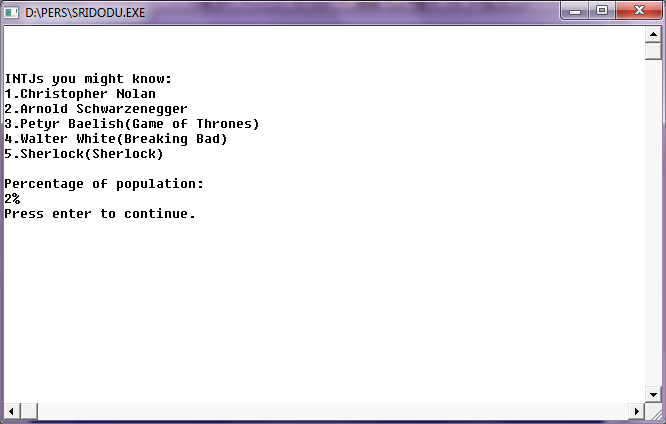 D:\PERS\SRIDODU.EXE
INTJs you might know:
1.Christopher Nolan
2.Arnold Schwarzenegger
3.Petyr Baelish(Game of Thrones)
4.Walter White(Breaking Bad)
5.Sherlock(Sherlock)
Percentage of population:
2%
Press enter to continue.